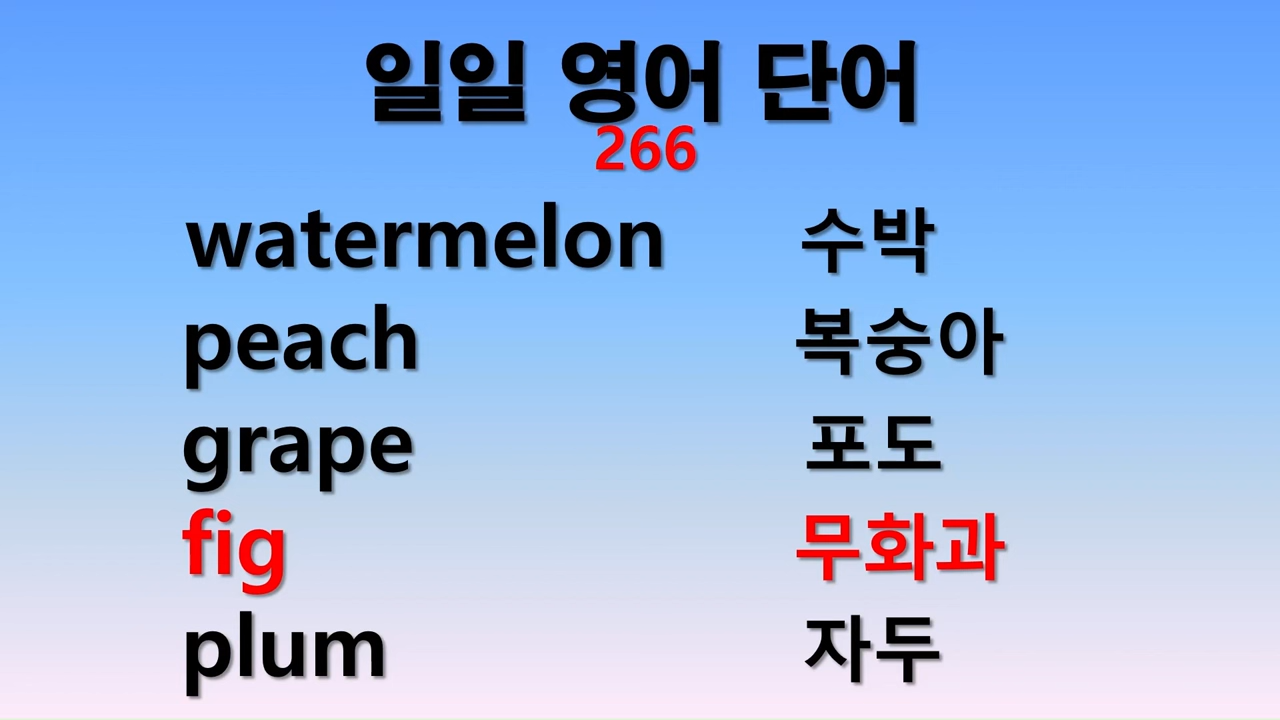 일일 영어 단어
266
watermelon 수박
peach 복숭아
grape 포도
fig 무화과
plum 자두